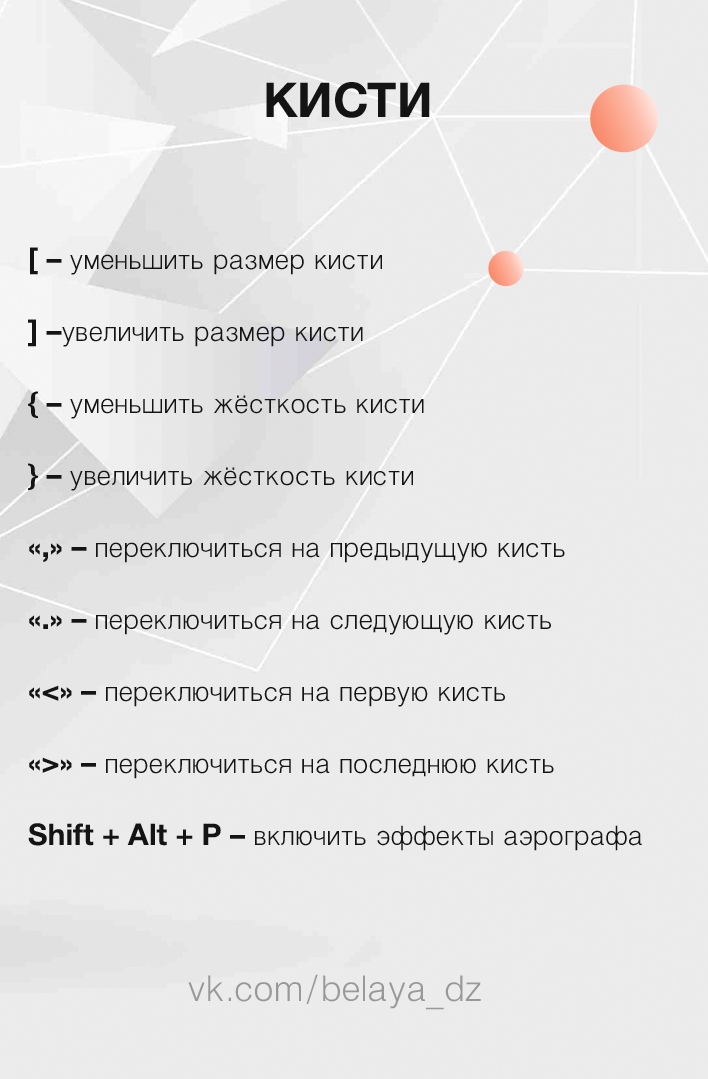 КИСТИ
[ – уменьшить размер кисти
] –увеличить размер кисти
{ – уменьшить жёсткость кисти
} – увеличить жёсткость кисти
«,» – переключиться на предыдущую кисть
«.» – переключиться на следующую кисть
«<» – переключиться на первую кисть
«>» – переключиться на последнюю кисть
Shift + Alt + P – включить эффекты аэрографа
vk.com/belaya_dz